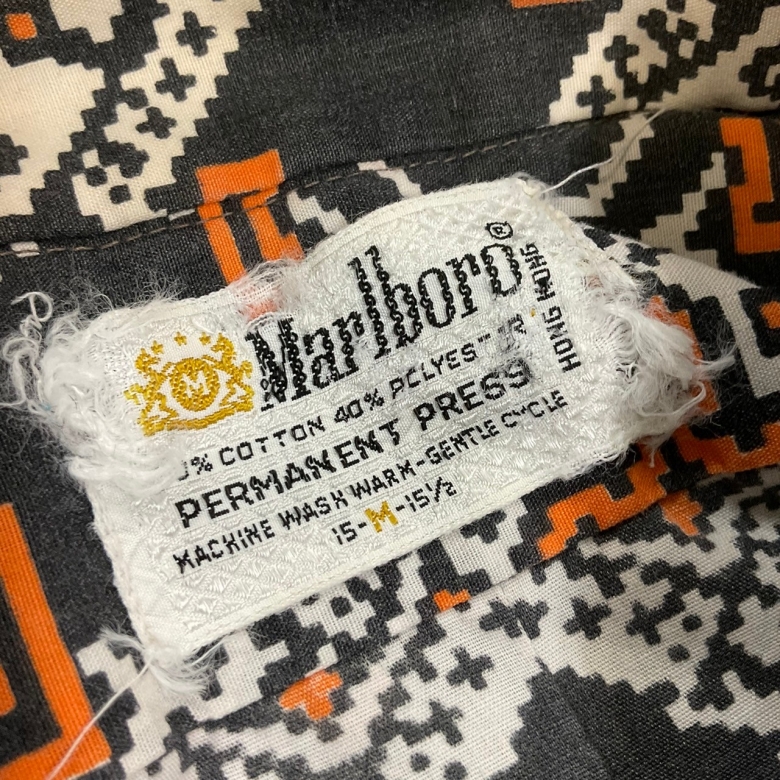 Marlboro®
HONG KONG
M
% COTTON 40% POLYESTER
PERMANENT PRESS
MACHINE WASH WARM-GENTLE CYCLE
15-M-15½